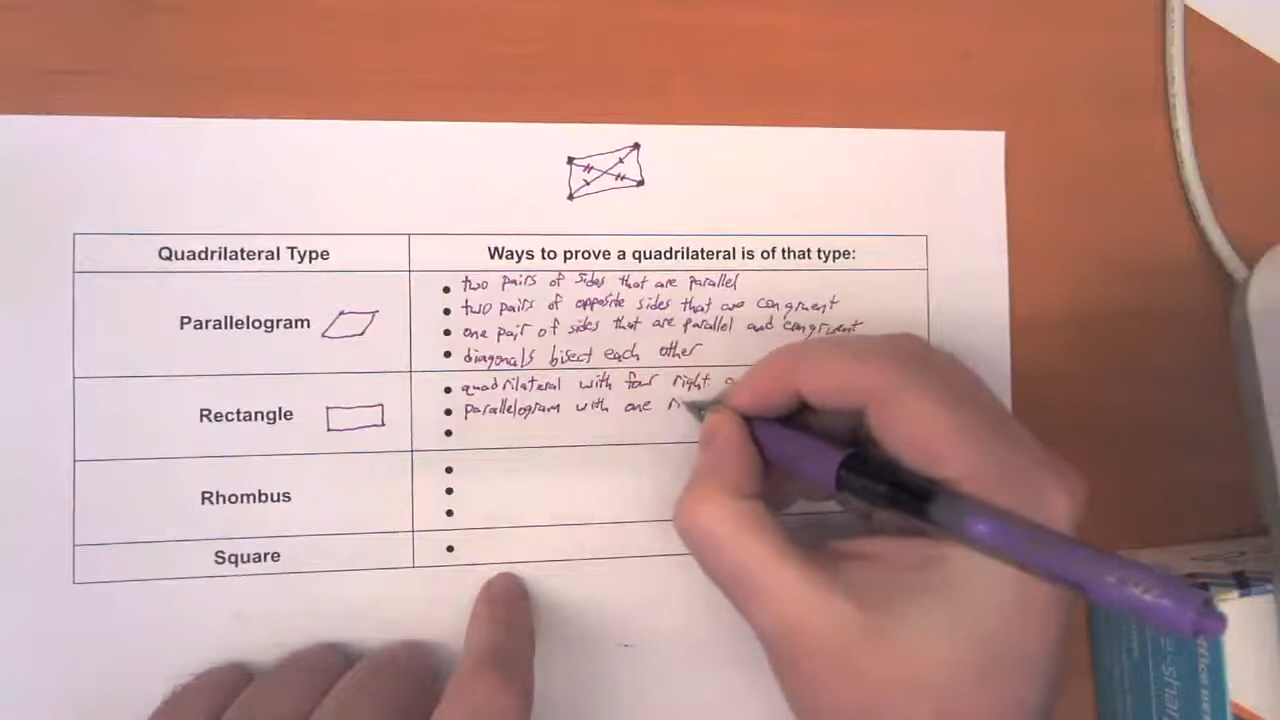 Quadrilateral Type
Ways to prove a quadrilateral is of that type:
Parallelogram
• two pairs of sides that are parallel
• two pairs of opposite sides that are congruent
• one pair of sides that are parallel and congruent
• diagonals bisect each other
Rectangle
• quadrilateral with four right
• parallelogram with one
•
Rhombus
•
•
•
Square
•